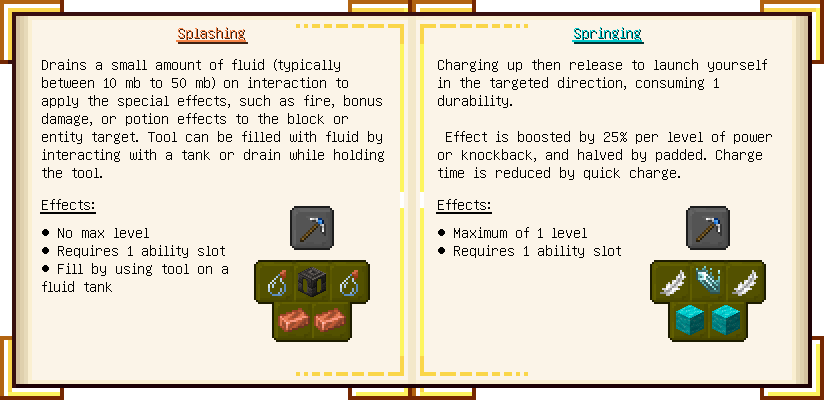 Splashing
Drains a small amount of fluid (typically
between 10 mb to 50 mb) on interaction to
apply the special effects, such as fire, bonus
damage, or potion effects to the block or
entity target. Tool can be filled with fluid by
interacting with a tank or drain while holding
the tool.
Effects:
● No max level
● Requires 1 ability slot
● Fill by using tool on a
fluid tank
Springing
Charging up then release to launch yourself
in the targeted direction, consuming 1
durability.
Effect is boosted by 25% per level of power
or knockback, and halved by padded. Charge
time is reduced by quick charge.
Effects:
● Maximum of 1 level
● Requires 1 ability slot